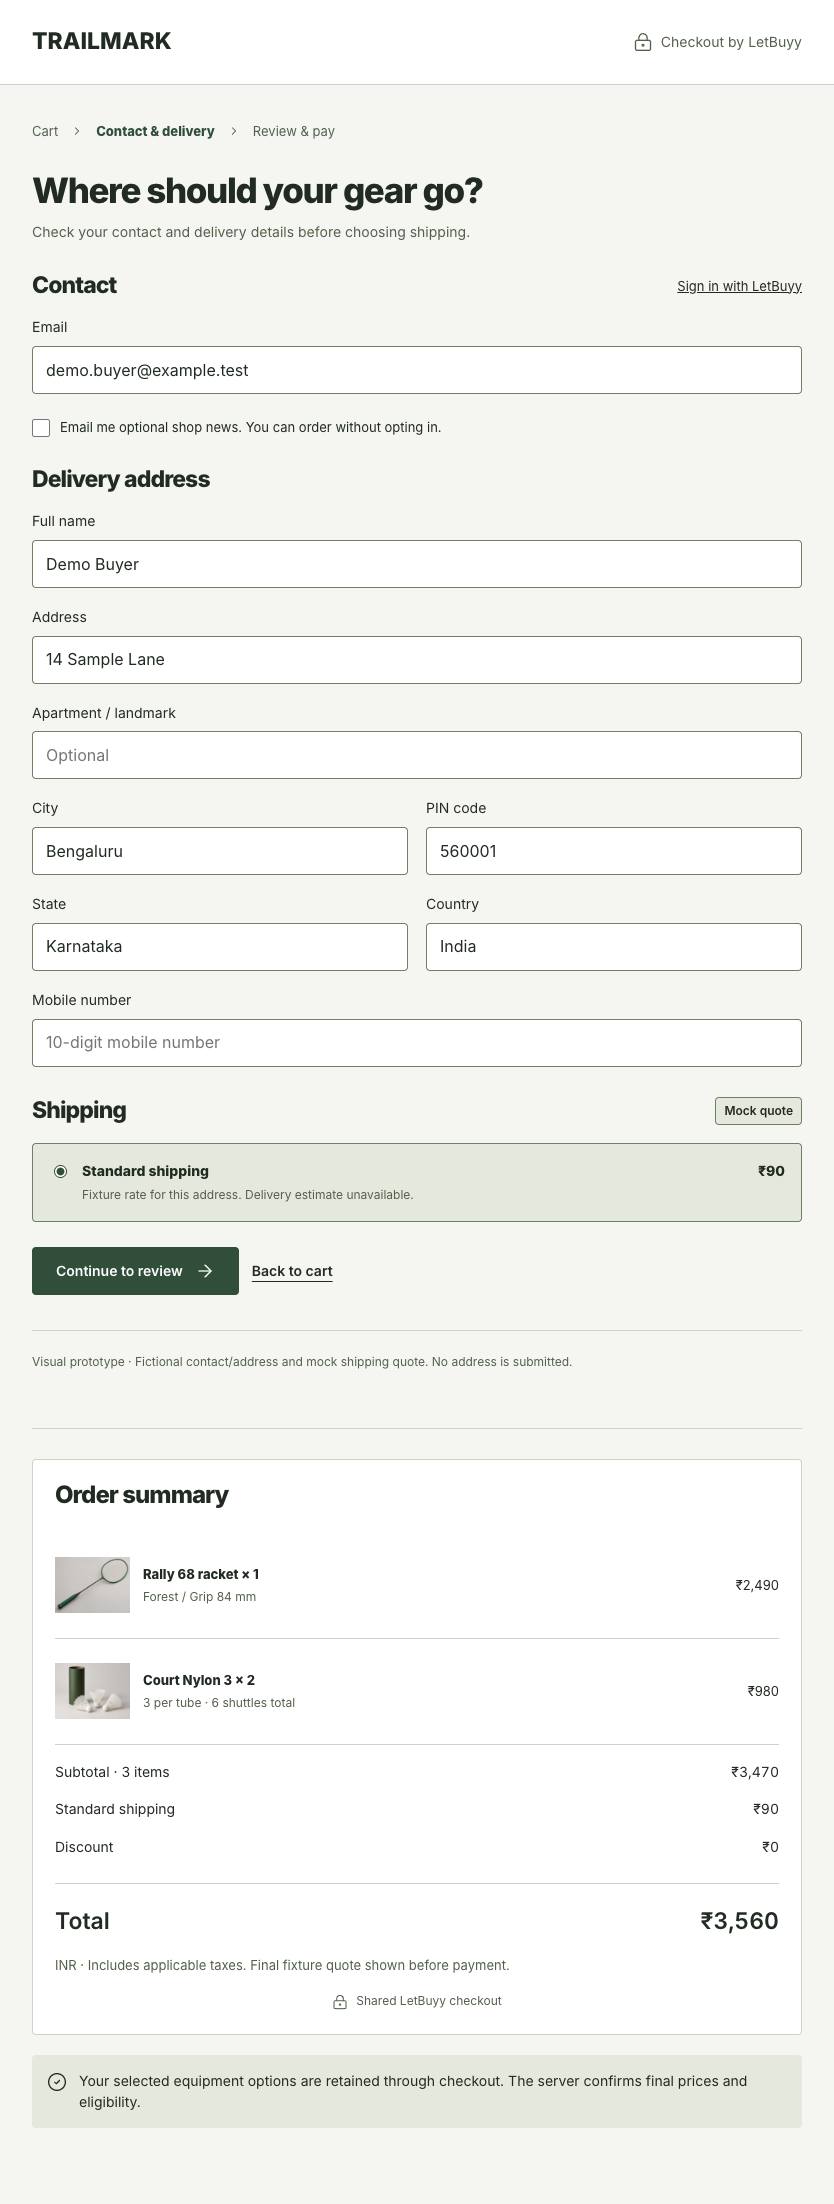 TRAILMARK
Checkout by LetBuyy
Cart > Contact & delivery > Review & pay
Where should your gear go?
Check your contact and delivery details before choosing shipping.
Contact
Sign in with LetBuyy
Email
demo.buyer@example.test
Email me optional shop news. You can order without opting in.
Delivery address
Full name
Demo Buyer
Address
14 Sample Lane
Apartment / landmark
Optional
City
PIN code
Bengaluru
560001
State
Country
Karnataka
India
Mobile number
10-digit mobile number
Shipping
Mock quote
Standard shipping
₹90
Fixture rate for this address. Delivery estimate unavailable.
Continue to review
Back to cart
Visual prototype · Fictional contact/address and mock shipping quote. No address is submitted.
Order summary
Rally 68 racket × 1
Forest / Grip 84 mm
₹2,490
Court Nylon 3 × 2
3 per tube · 6 shuttles total
₹980
Subtotal · 3 items
₹3,470
Standard shipping
₹90
Discount
₹0
Total
₹3,560
INR · Includes applicable taxes. Final fixture quote shown before payment.
Shared LetBuyy checkout
Your selected equipment options are retained through checkout. The server confirms final prices and
eligibility.